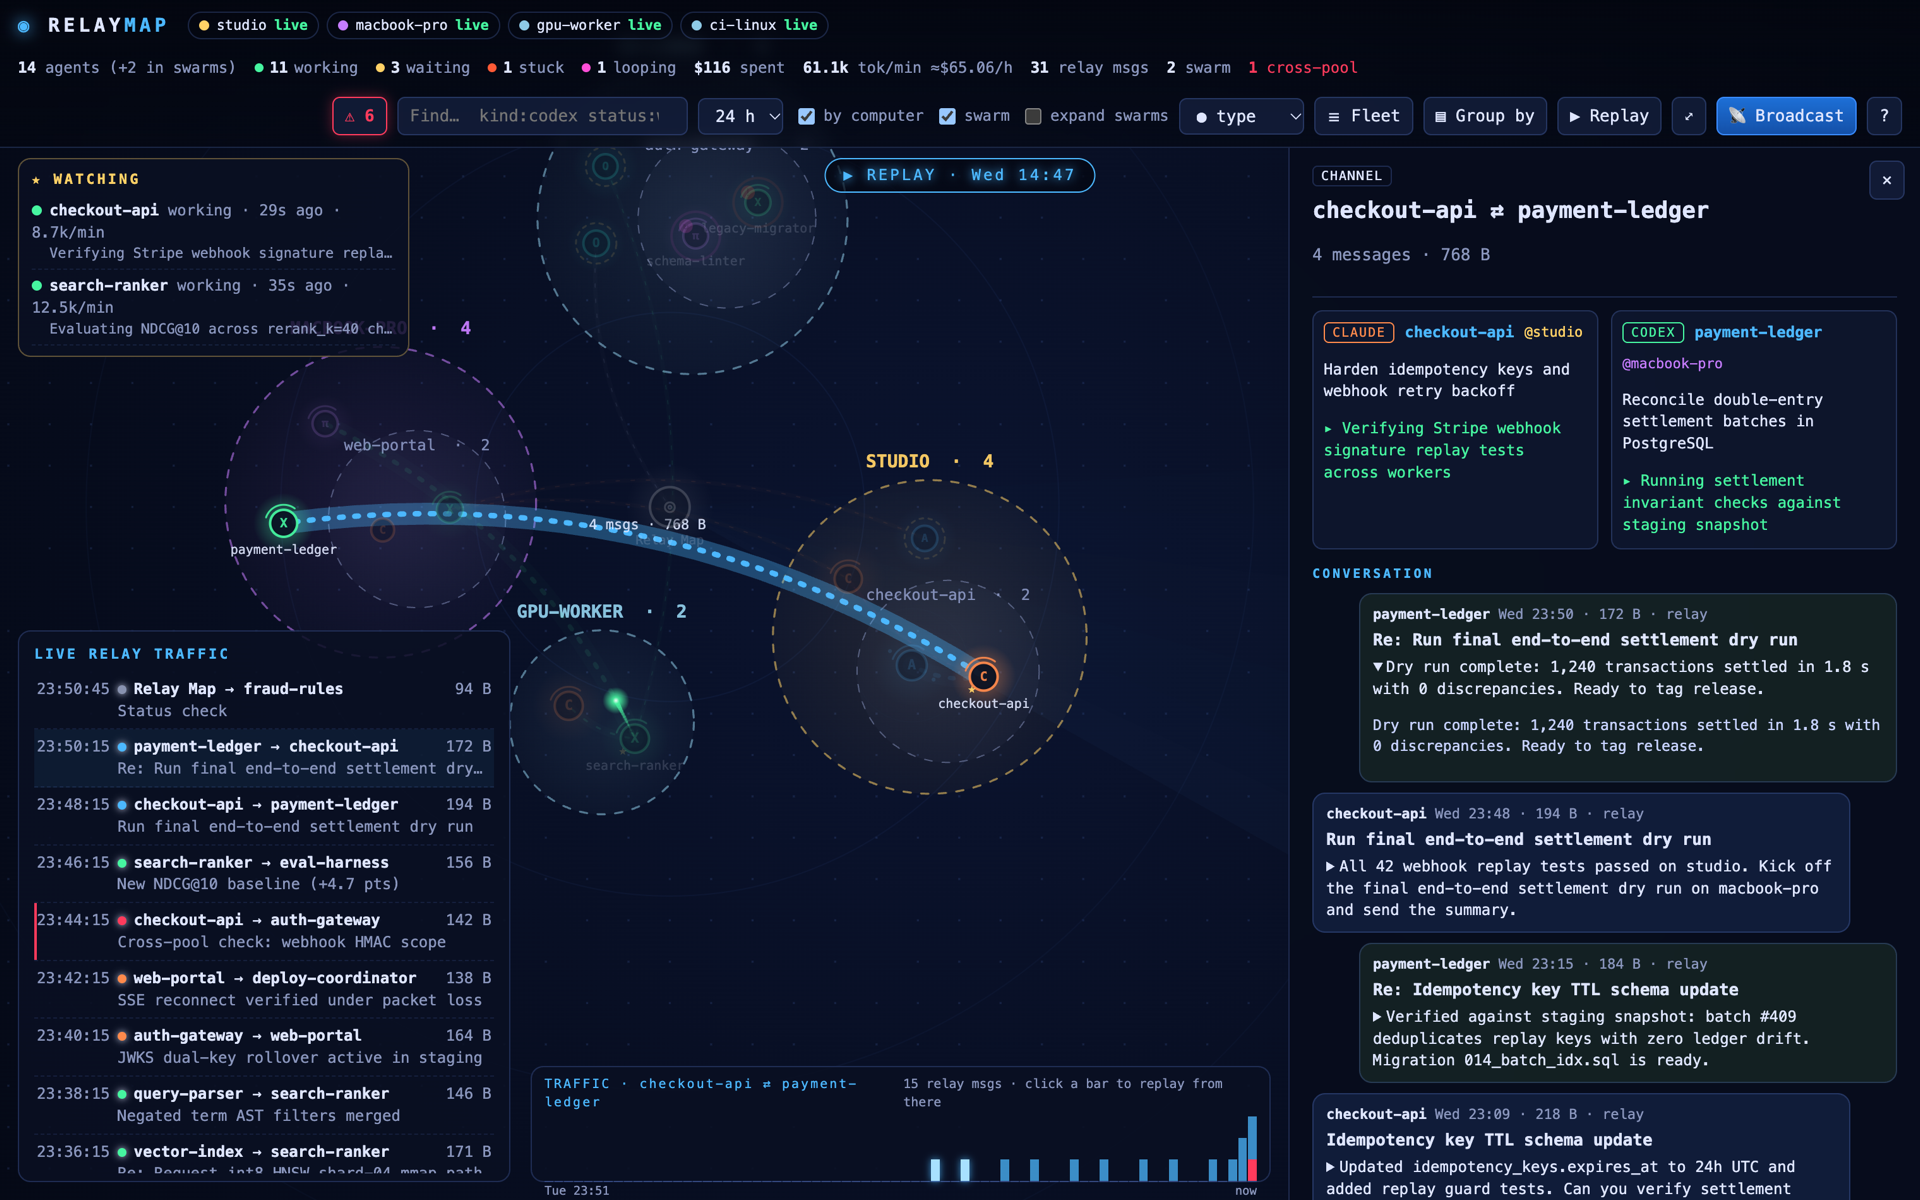 ◉ RELAYMAP
studio live
macbook-pro live
gpu-worker live
ci-linux live
14 agents (+2 in swarms) 11 working 3 waiting 1 stuck 1 looping $116 spent 61.1k tok/min ≈$65.06/h 31 relay msgs 2 swarm 1 cross-pool
⚠ 6
Find… kind:codex status:
24 h
by computer
swarm
expand swarms
● type
≡ Fleet
▤ Group by
▶ Replay
⤢
📡 Broadcast
?
★ WATCHING
checkout-api working · 29s ago ·
8.7k/min
Verifying Stripe webhook signature repla…
search-ranker working · 35s ago ·
12.5k/min
Evaluating NDCG@10 across rerank_k=40 ch…
▶ REPLAY · Wed 14:47
auth-gateway · 2
O
X
legacy-migrator
π
O
schema-linter
· 4
web-portal · 2
X
X
C
payment-ledger
4 msgs · 768 B
Relay Map
STUDIO · 4
A
C
checkout-api · 2
A
C
checkout-api
GPU-WORKER · 2
C
X
search-ranker
LIVE RELAY TRAFFIC
23:50:45 Relay Map → fraud-rules 94 B
Status check
23:50:15 payment-ledger → checkout-api 172 B
Re: Run final end-to-end settlement dry…
23:48:15 checkout-api → payment-ledger 194 B
Run final end-to-end settlement dry run
23:46:15 search-ranker → eval-harness 156 B
New NDCG@10 baseline (+4.7 pts)
23:44:15 checkout-api → auth-gateway 142 B
Cross-pool check: webhook HMAC scope
23:42:15 web-portal → deploy-coordinator 138 B
SSE reconnect verified under packet loss
23:40:15 auth-gateway → web-portal 164 B
JWKS dual-key rollover active in staging
23:38:15 query-parser → search-ranker 146 B
Negated term AST filters merged
23:36:15 vector-index → search-ranker 171 B
Re: Request int8 HNSW shard-04 mmap path
TRAFFIC · checkout-api ⇄ payment-
ledger
15 relay msgs · click a bar to replay from
there
Tue 23:51
now
CHANNEL
×
checkout-api ⇄ payment-ledger
4 messages · 768 B
CLAUDE checkout-api @studio
Harden idempotency keys and
webhook retry backoff
▸ Verifying Stripe webhook
signature replay tests
across workers
CODEX payment-ledger
@macbook-pro
Reconcile double-entry
settlement batches in
PostgreSQL
▸ Running settlement
invariant checks against
staging snapshot
CONVERSATION
payment-ledger Wed 23:50 · 172 B · relay
Re: Run final end-to-end settlement dry run
▼Dry run complete: 1,240 transactions settled in 1.8 s
with 0 discrepancies. Ready to tag release.
Dry run complete: 1,240 transactions settled in 1.8 s with
0 discrepancies. Ready to tag release.
checkout-api Wed 23:48 · 194 B · relay
Run final end-to-end settlement dry run
▶All 42 webhook replay tests passed on studio. Kick off
the final end-to-end settlement dry run on macbook-pro
and send the summary.
payment-ledger Wed 23:15 · 184 B · relay
Re: Idempotency key TTL schema update
▶Verified against staging snapshot: batch #409
deduplicates replay keys with zero ledger drift.
Migration 014_batch_idx.sql is ready.
checkout-api Wed 23:09 · 218 B · relay
Idempotency key TTL schema update
▶Updated idempotency_keys.expires_at to 24h UTC and
added replay guard tests. Can you verify settlement